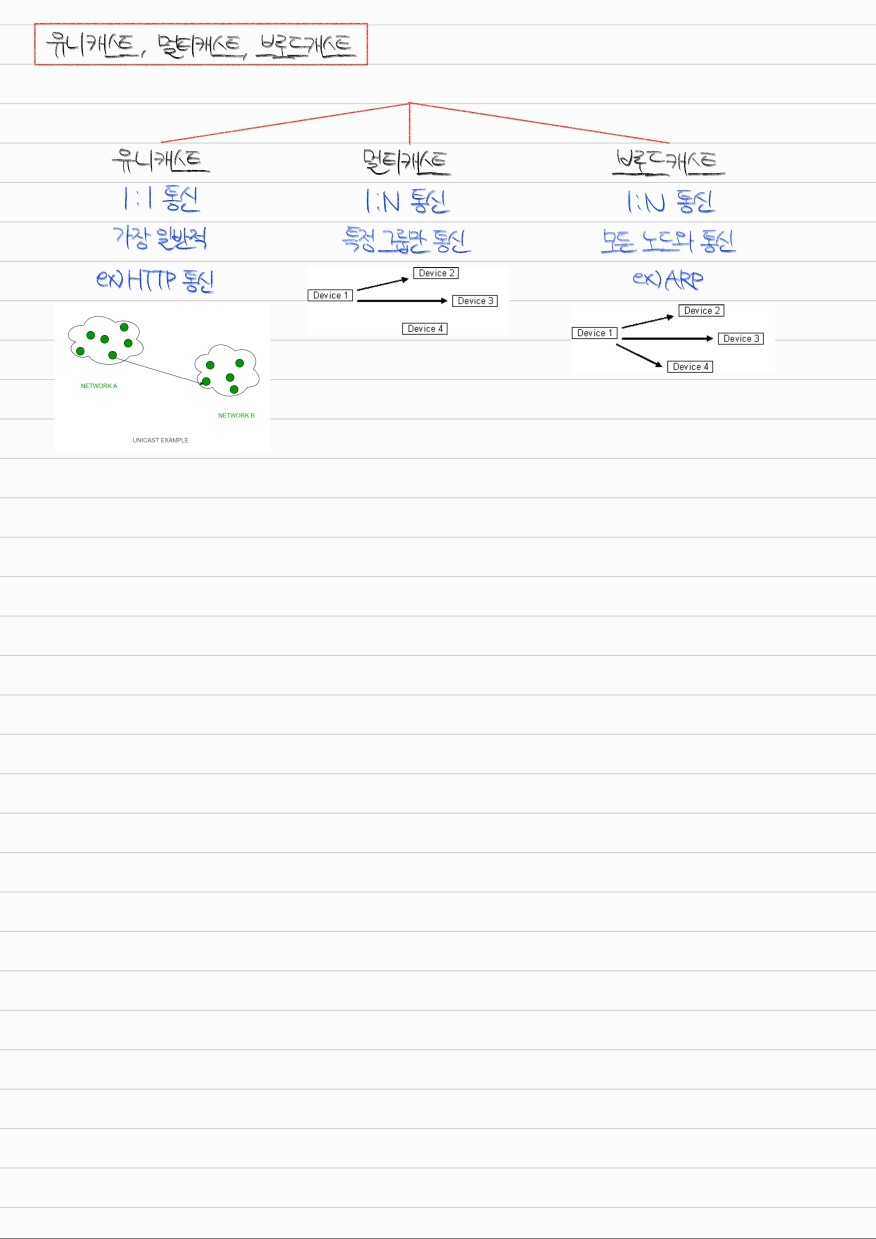 유니캐스트, 멀티캐스트, 브로드캐스트
유니캐스트
1:1 통신
가장 일반적
ex) HTTP 통신
NETWORK A
NETWORK B
UNICAST EXAMPLE
멀티캐스트
1:N 통신
특정 그룹만 통신
Device 1
Device 2
Device 3
Device 4
브로드캐스트
1:N 통신
모든 노드와 통신
ex) ARP
Device 1
Device 2
Device 3
Device 4